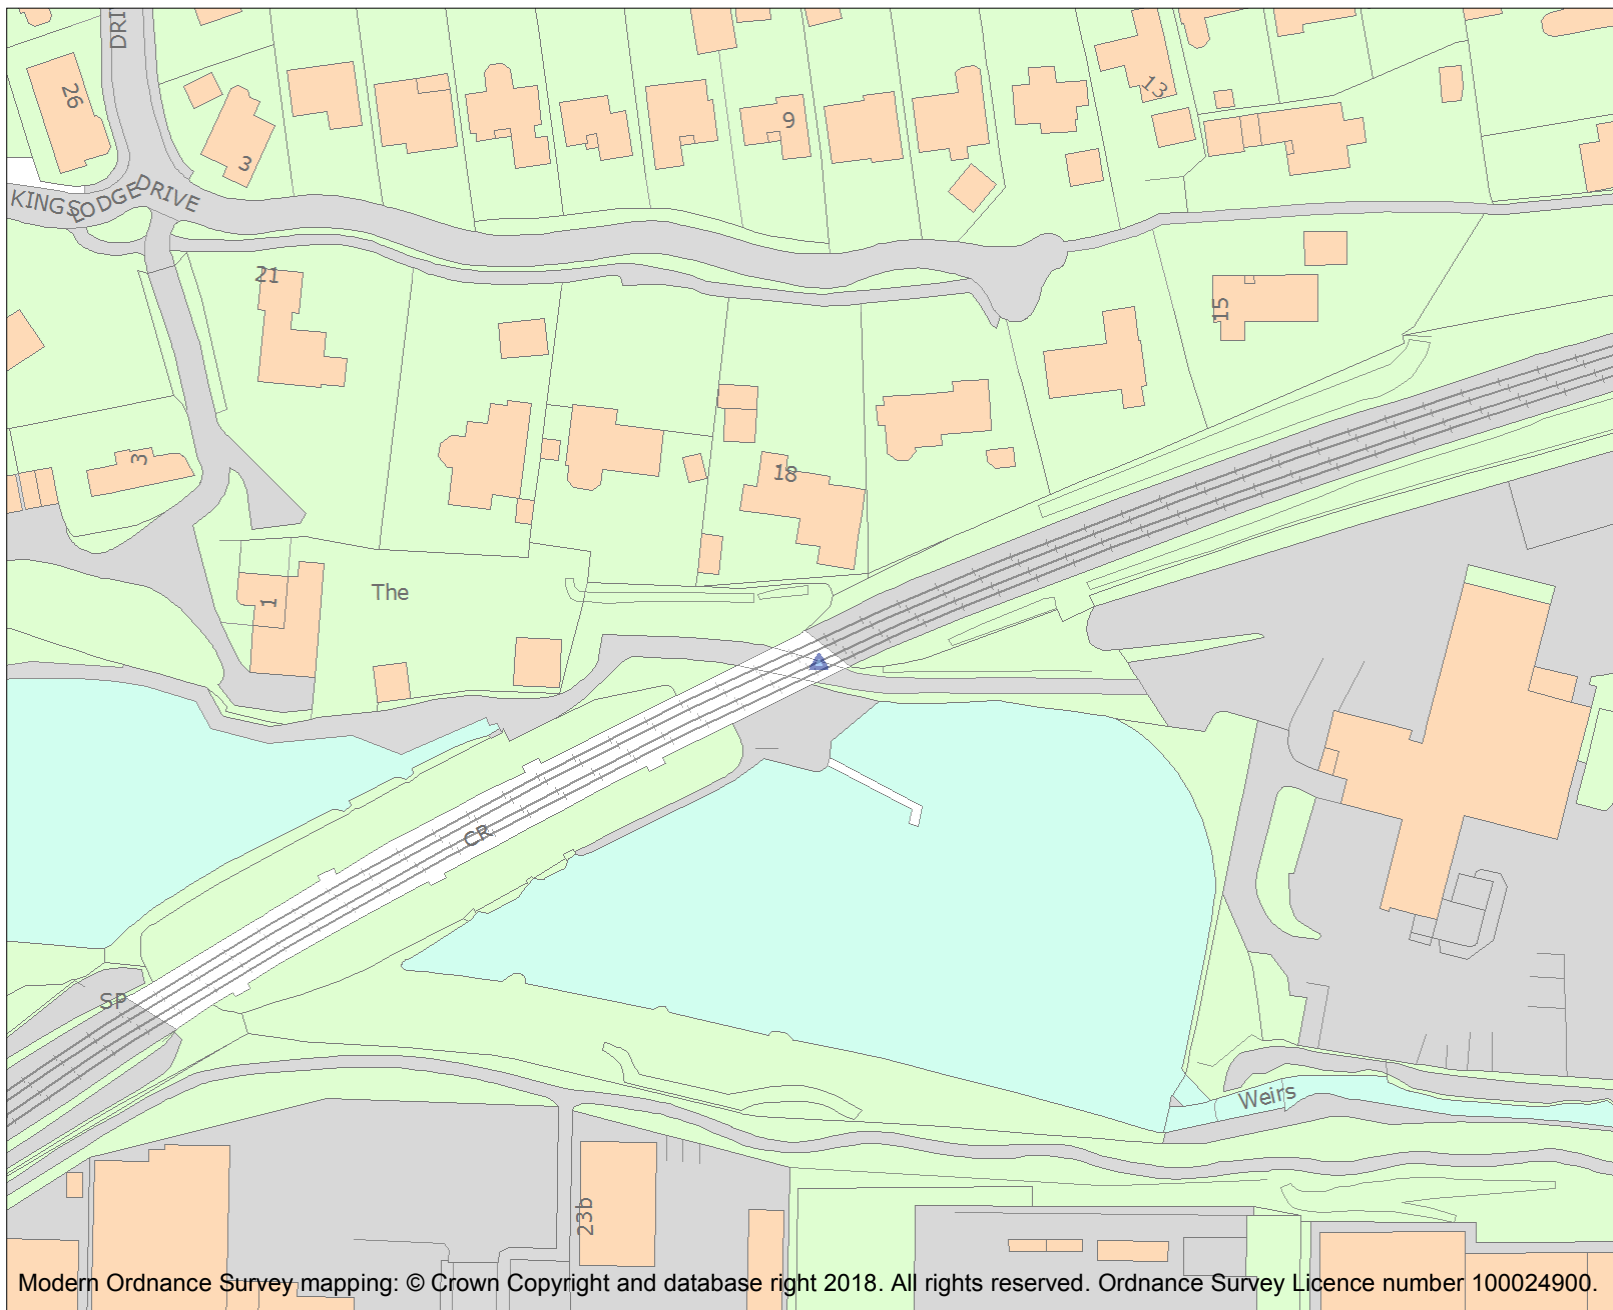 DRI
26
3
9
13
KINGS
LODGE
DRIVE
21
15
3
18
1
The
CR
SP
Weirs
23b
Modern Ordnance Survey mapping: © Crown Copyright and database right 2018. All rights reserved. Ordnance Survey Licence number 100024900.